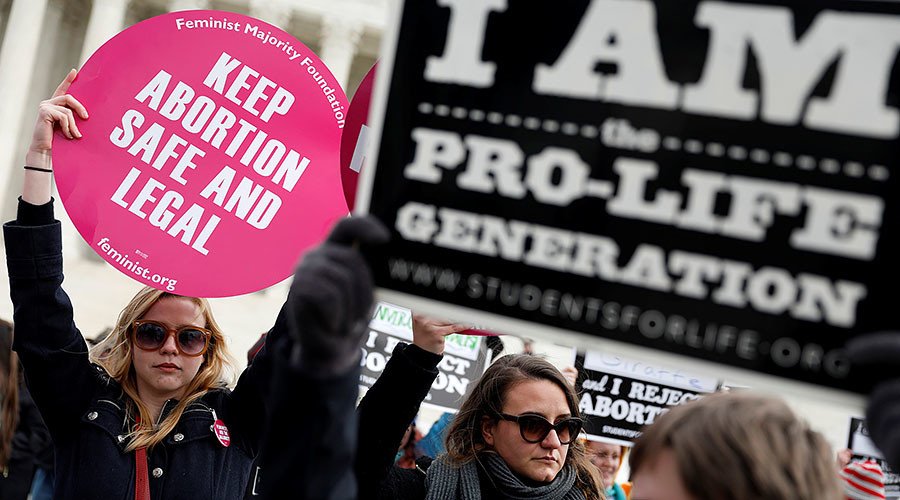 Feminist Majority Foundation
KEEP
ABORTION
SAFE AND
LEGAL
feminist.org
I AM
the
PRO-LIFE
GENERATION
WWW.STUDENTSFORLIFE.ORG
I REJECT
ABORTION
AND I REJECT
ABORTION